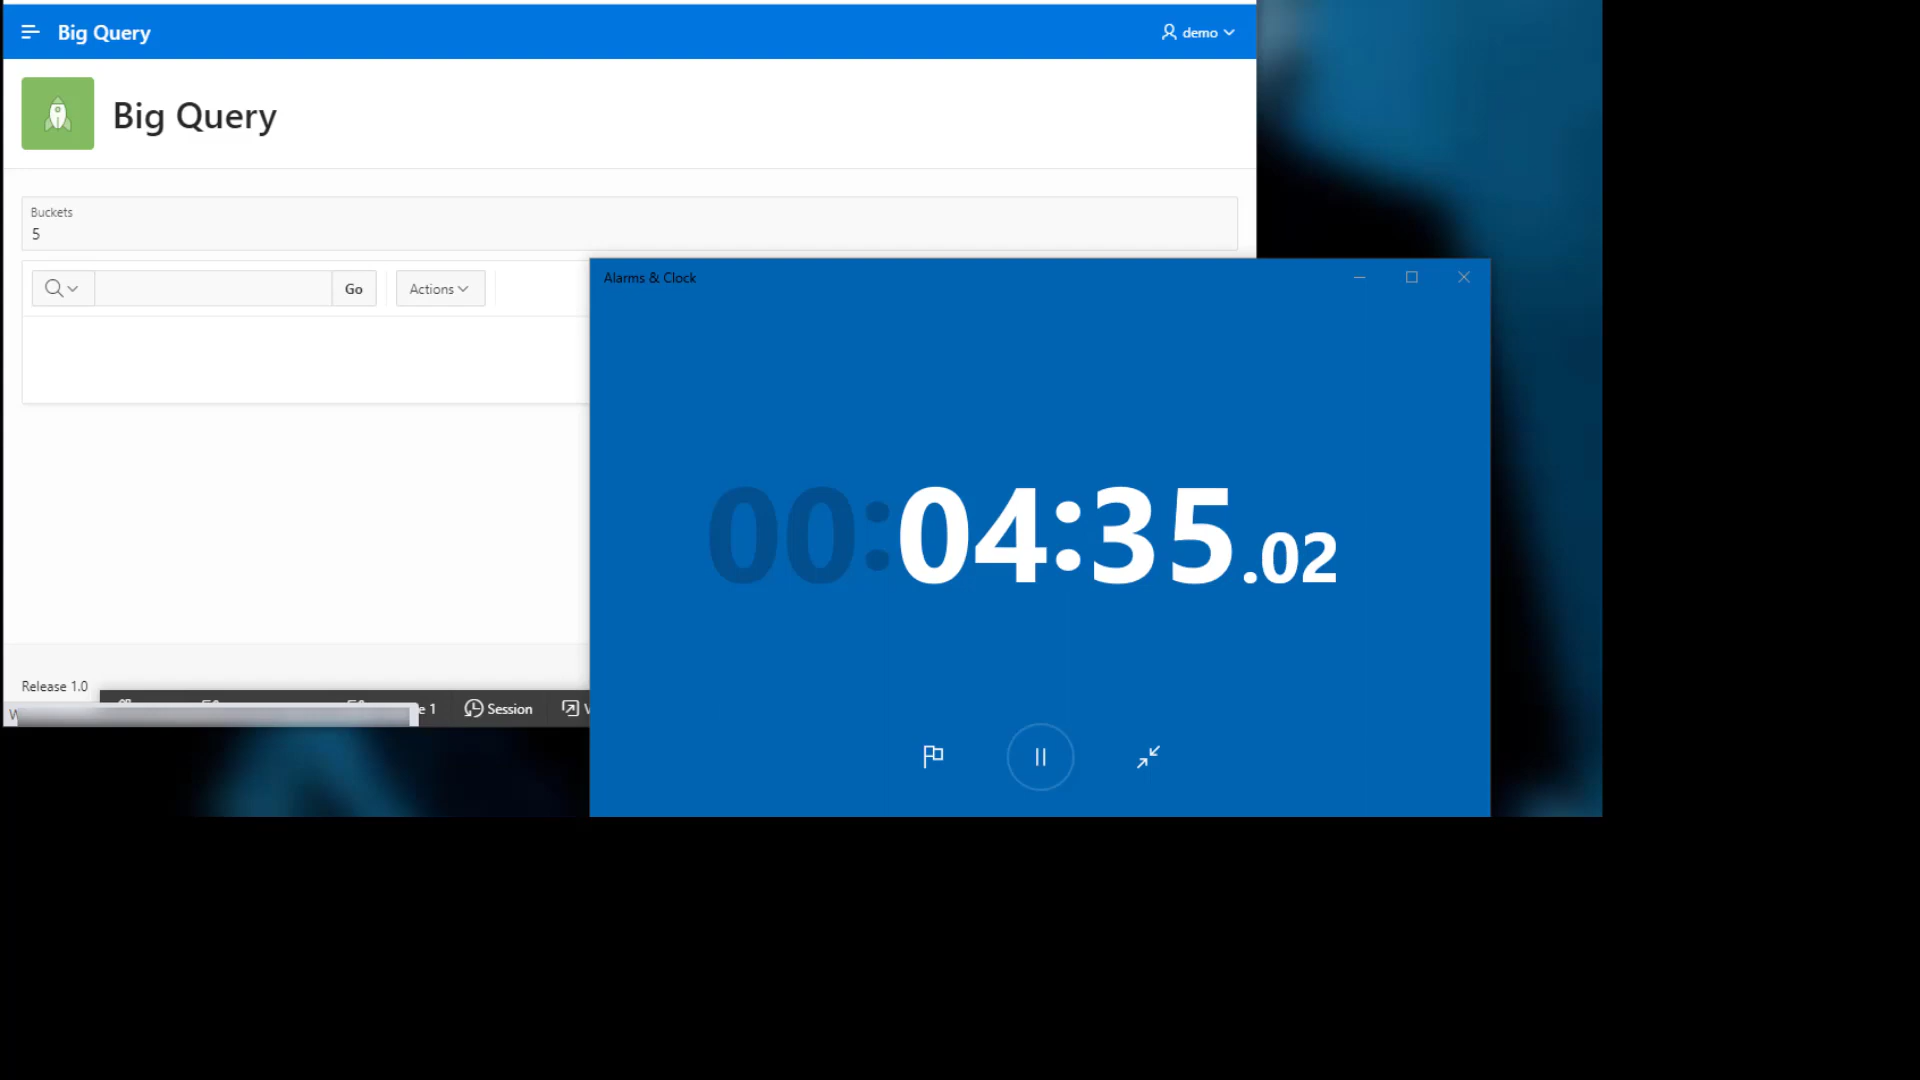 Big Query
demo
Big Query
Buckets
5
Go
Actions
Alarms & Clock
00:04:35.02
Release 1.0
e 1
Session